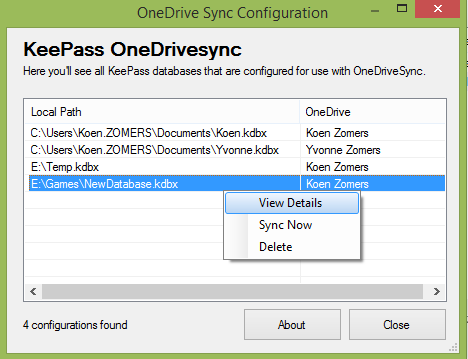 OneDrive Sync Configuration
KeePass OneDrivesync
Here you'll see all KeePass databases that are configured for use with OneDriveSync.
Local Path OneDrive
C:\Users\Koen.ZOMERS\Documents\Koen.kdbx Koen Zomers
C:\Users\Koen.ZOMERS\Documents\Yvonne.kdbx Yvonne Zomers
E:\Temp.kdbx Koen Zomers
E:\Games\NewDatabase.kdbx Koen Zomers
View Details
Sync Now
Delete
4 configurations found About Close